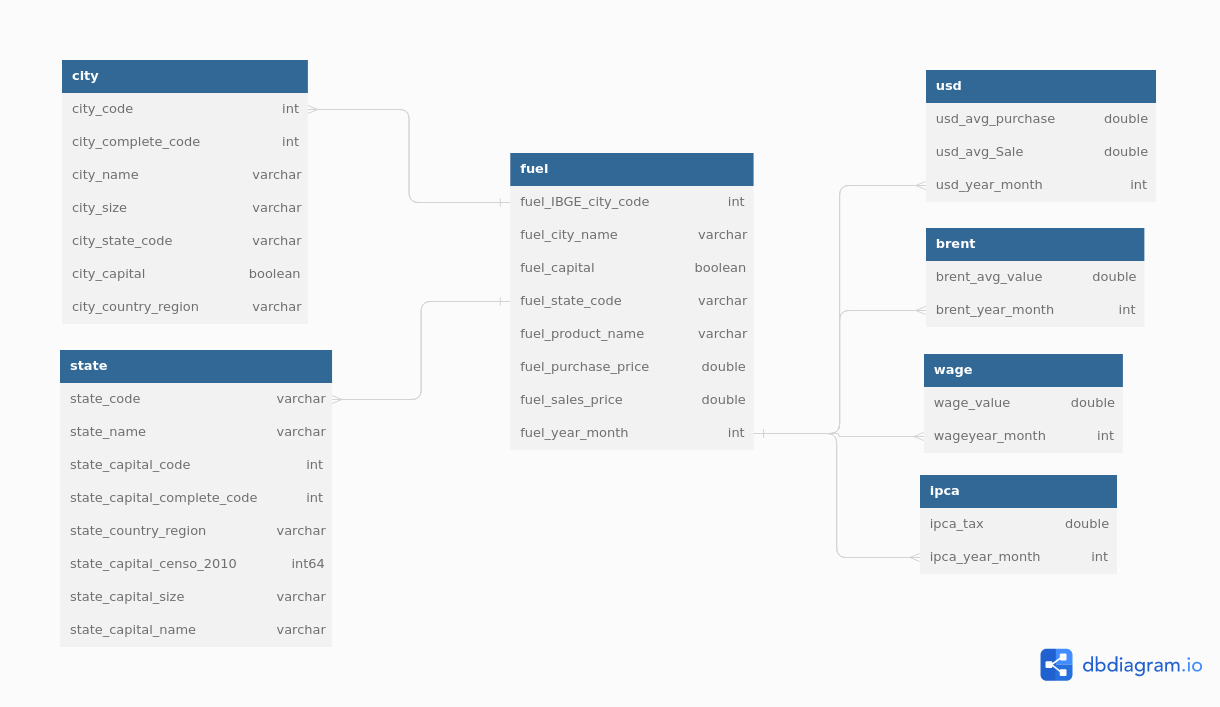 city
city_code int
city_complete_code int
city_name varchar
city_size varchar
city_state_code varchar
city_capital boolean
city_country_region varchar
state
state_code varchar
state_name varchar
state_capital_code int
state_capital_complete_code int
state_country_region varchar
state_capital_censo_2010 int64
state_capital_size varchar
state_capital_name varchar
fuel
fuel_IBGE_city_code int
fuel_city_name varchar
fuel_capital boolean
fuel_state_code varchar
fuel_product_name varchar
fuel_purchase_price double
fuel_sales_price double
fuel_year_month int
usd
usd_avg_purchase double
usd_avg_Sale double
usd_year_month int
brent
brent_avg_value double
brent_year_month int
wage
wage_value double
wageyear_month int
ipca
ipca_tax double
ipca_year_month int
dbdiagram.io